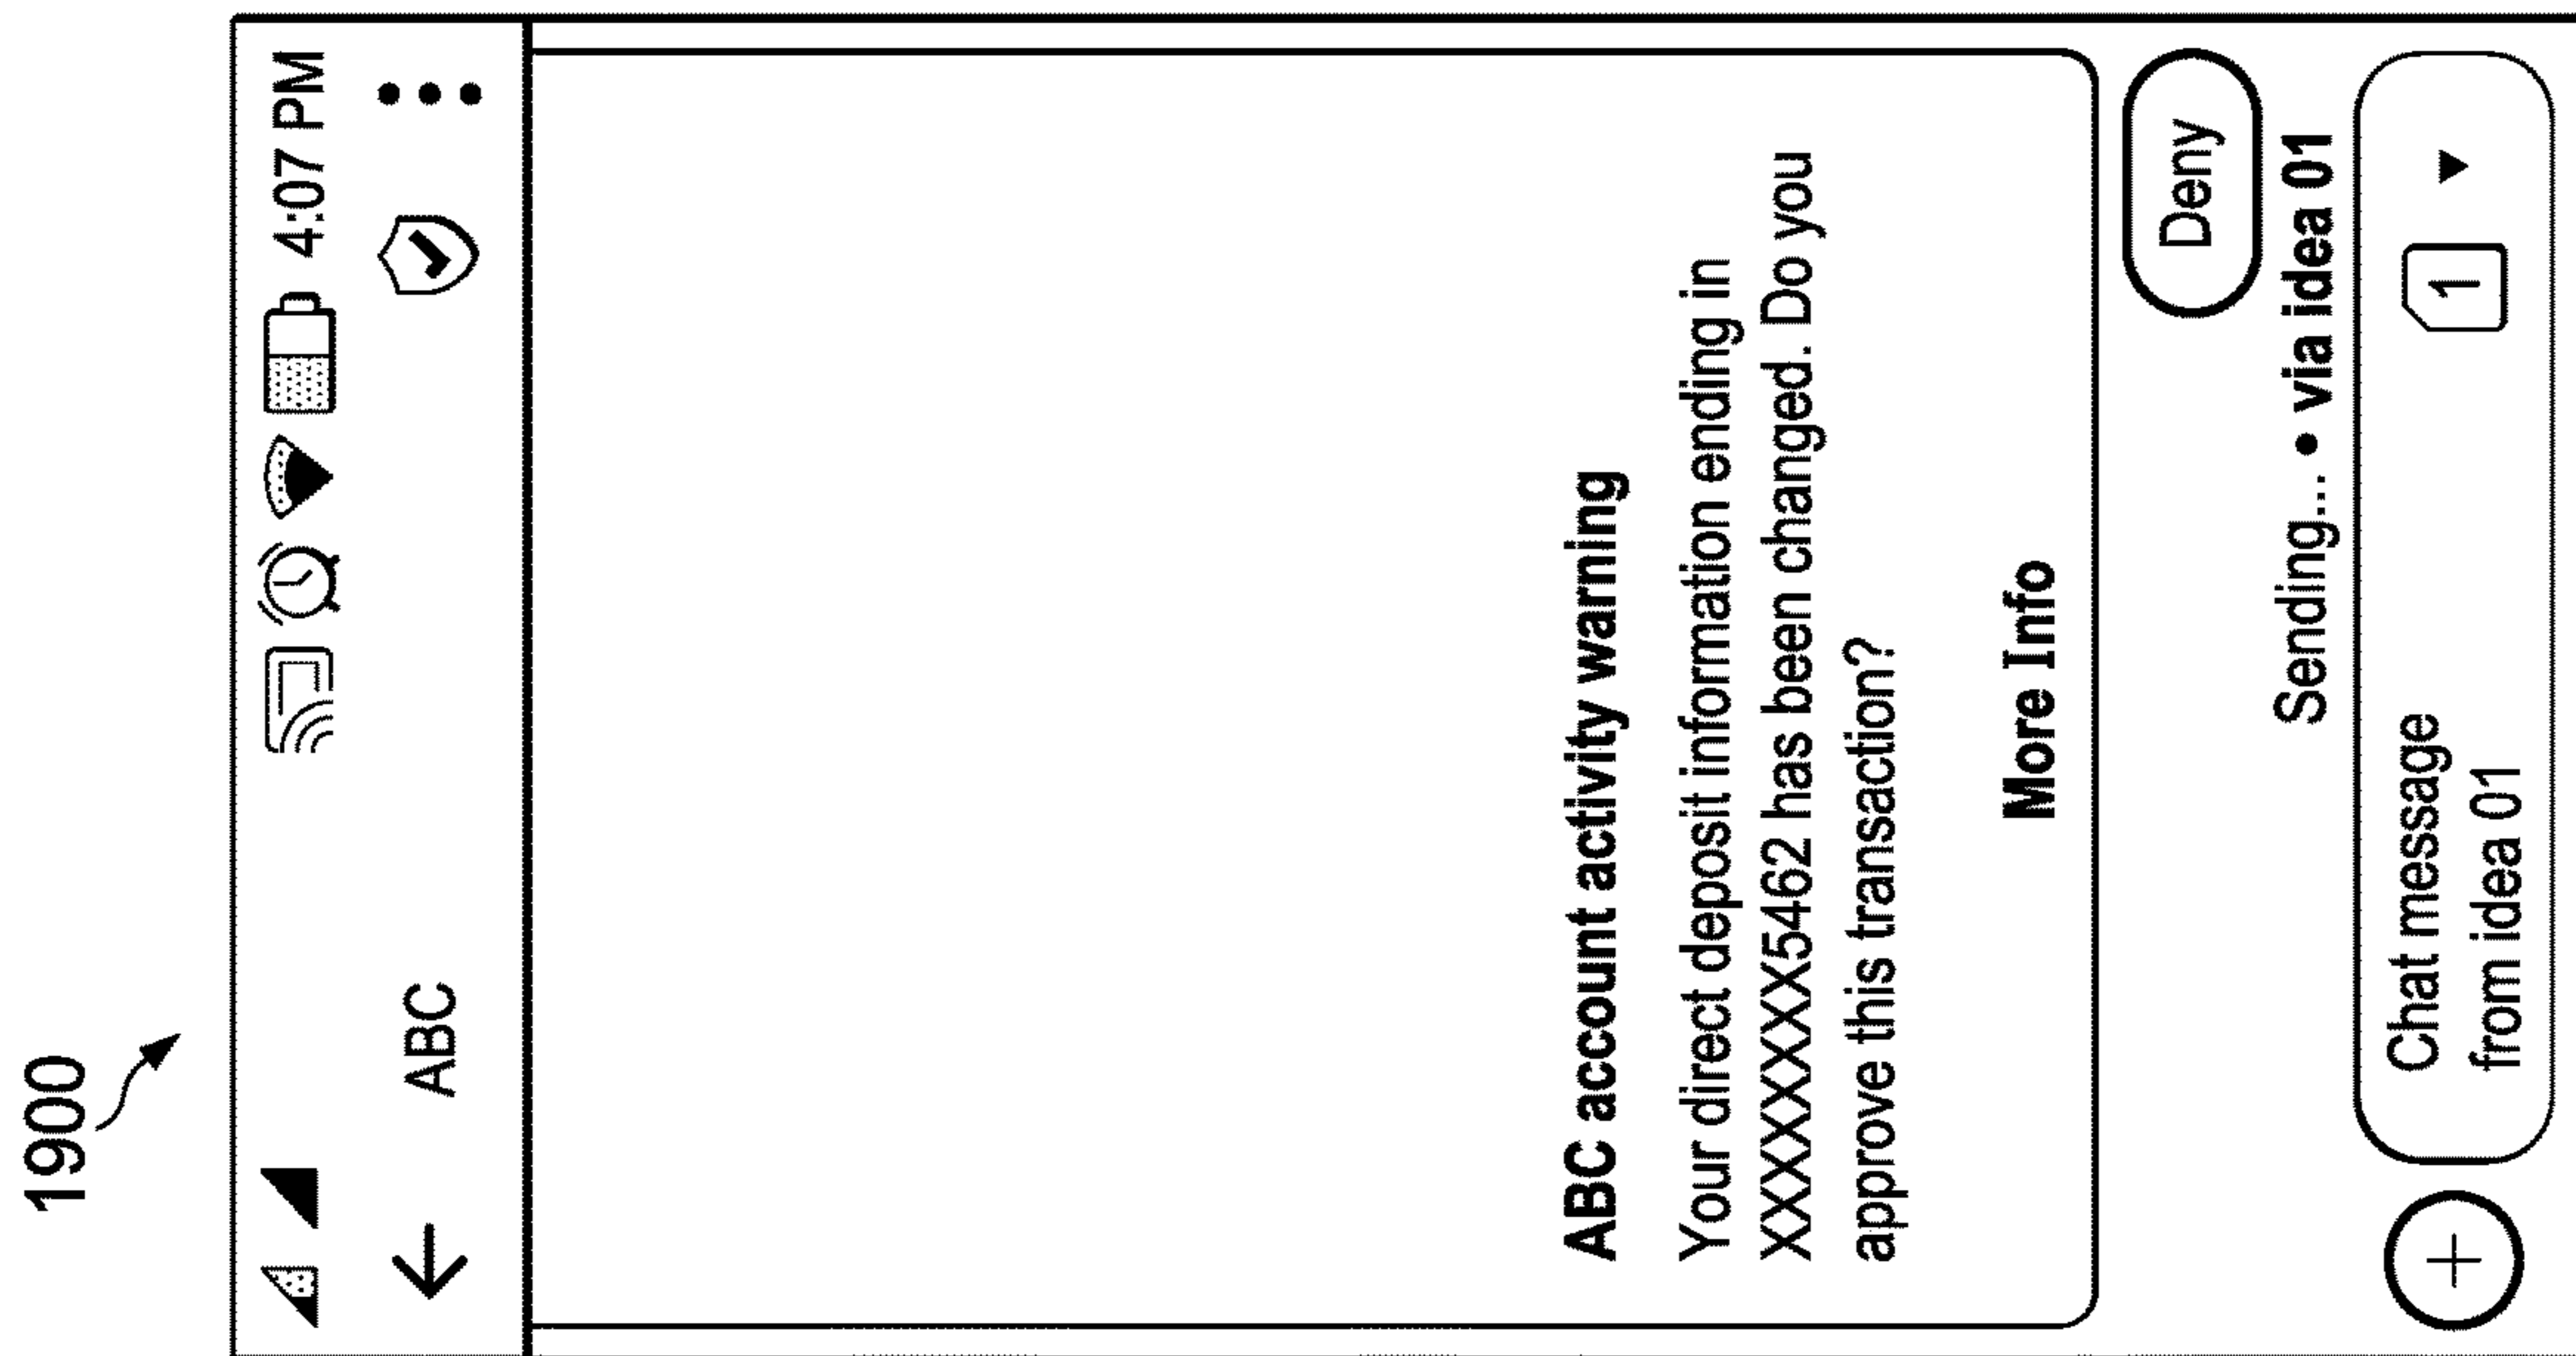 1900
4:07 PM
ABC
ABC account activity warning
Your direct deposit information ending in
XXXXXXXX5462 has been changed. Do you
approve this transaction?
More Info
Deny
Sending... • via idea 01
Chat message
from idea 01
1